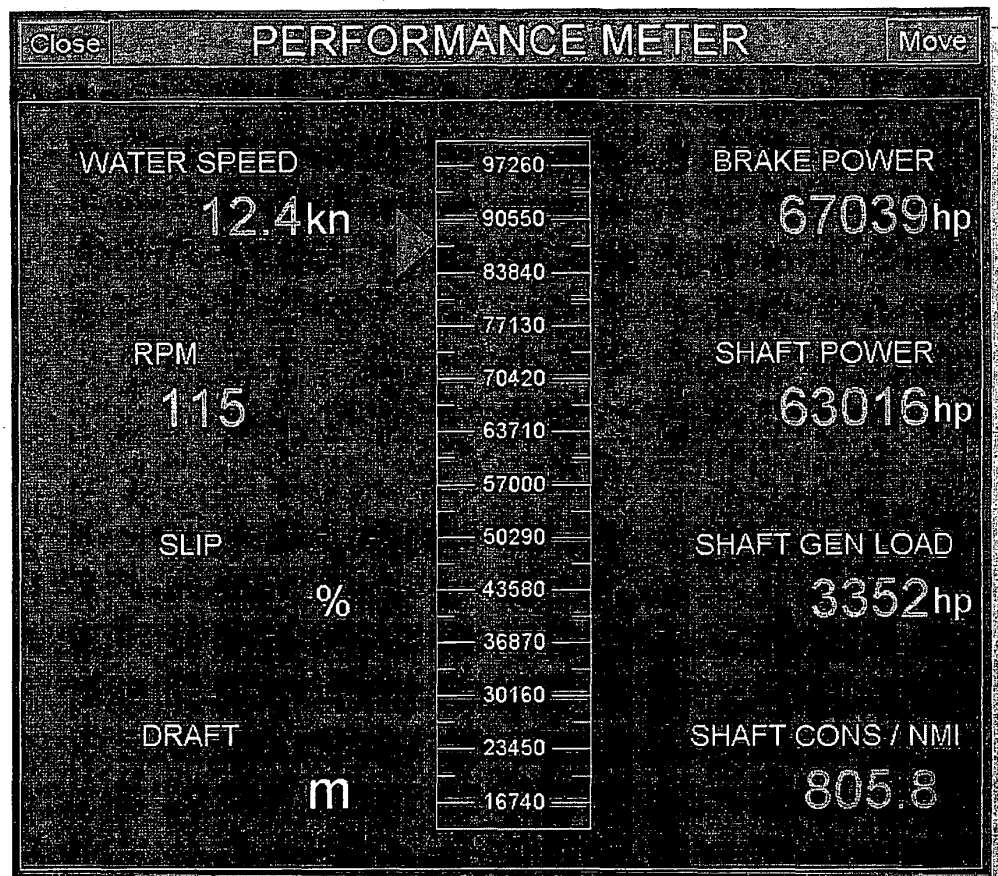 Close PERFORMANCE METER Move
WATER SPEED
12.4kn
RPM
115
SLIP
%
DRAFT
m
97260
90550
83840
77130
70420
63710
57000
50290
43580
36870
30160
23450
16740
BRAKE POWER
67039hp
SHAFT POWER
63016hp
SHAFT GEN LOAD
3352hp
SHAFT CONS / NMI
805.8